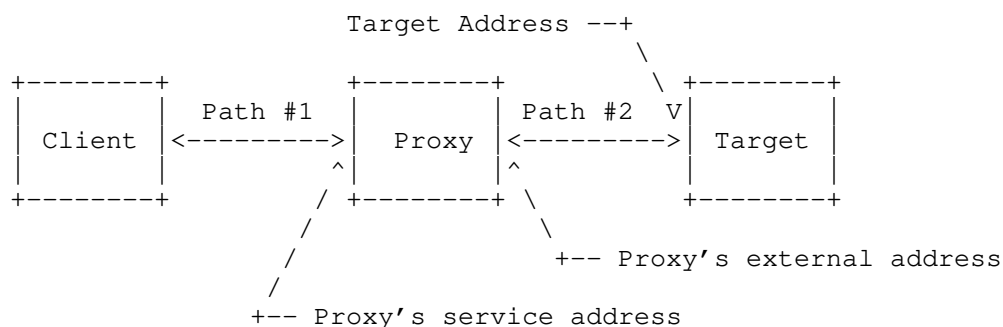 Target Address --+
Path #1 Path #2
Client Proxy Target
+-- Proxy's external address
+-- Proxy's service address